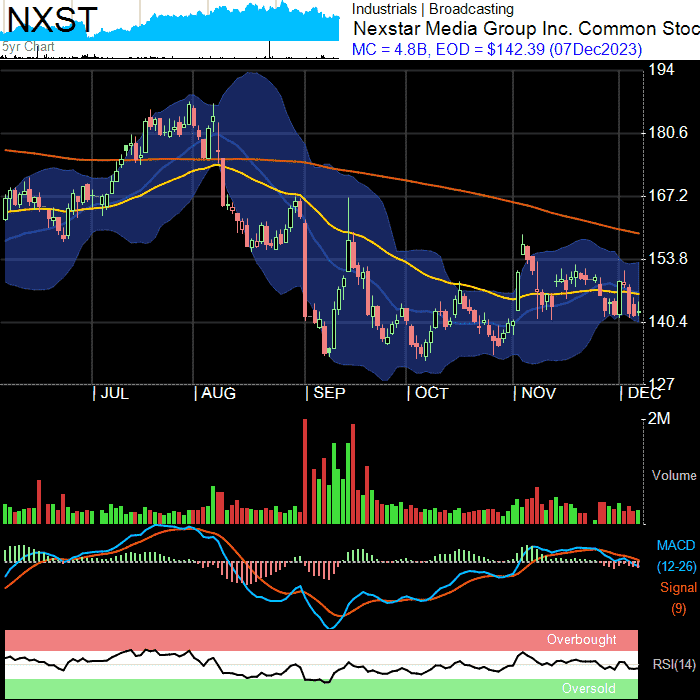 NXST
5yr Chart
Industrials | Broadcasting
Nexstar Media Group Inc. Common Stoc
MC = 4.8B, EOD = $142.39 (07Dec2023)
194
180.6
167.2
153.8
140.4
127
JUL
AUG
SEP
OCT
NOV
DEC
2M
Volume
MACD
(12-26)
Signal
(9)
Overbought
RSI(14)
Oversold